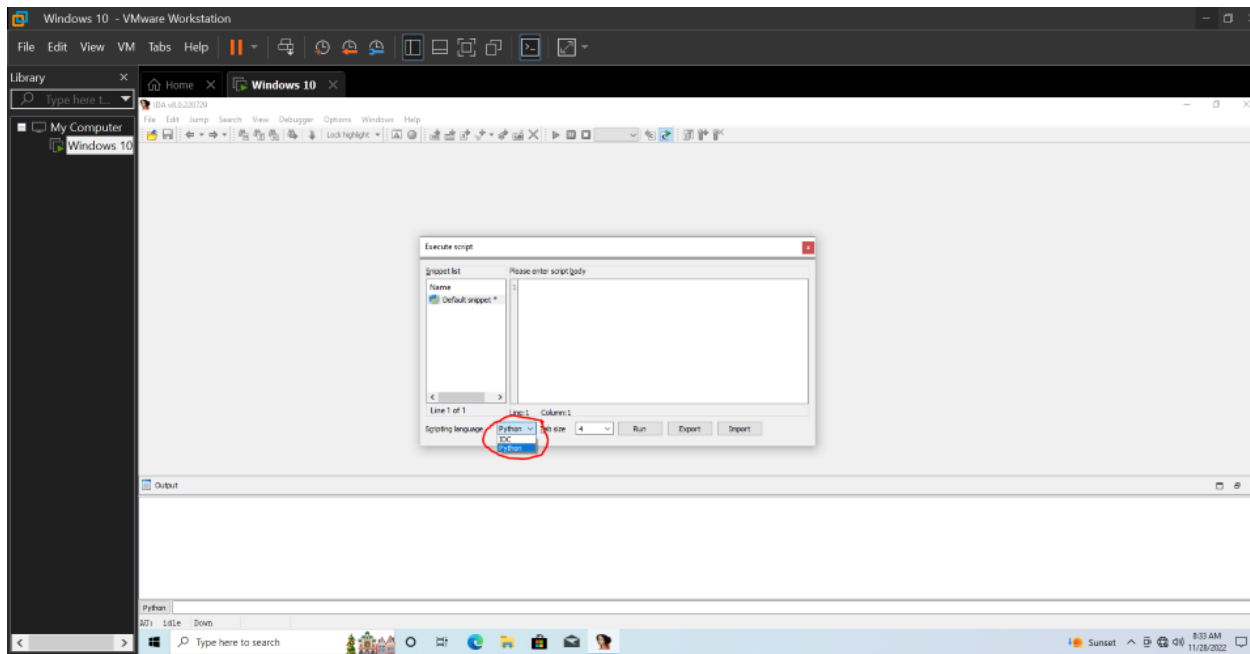 Windows 10 - VMware Workstation
File Edit View VM Tabs Help
Library
Home
Windows 10
Type here t...
IDA v8.0.220729
My Computer
File Edit Jump Search View Debugger Options Windows Help
Windows 10
Lock highlight
Execute script
Snippet list
Please enter script body
Name
1
Default snippet *
Line 1 of 1
Line:1 Column:1
Scripting language
Python
Tab size
4
Run
Export
Import
IDC
Python
Output
Python
AU: idle Down
Type here to search
Sunset
8:33 AM
11/28/2022